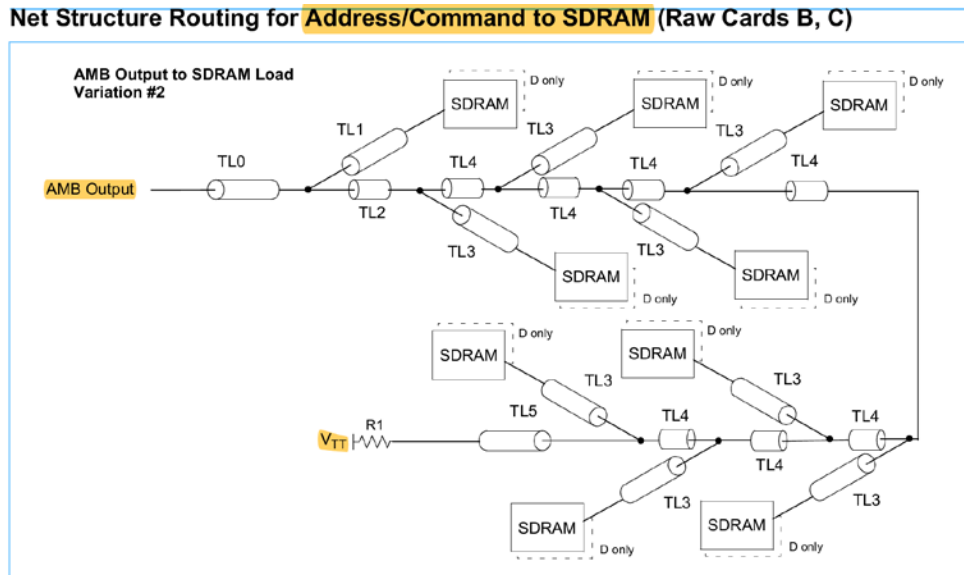 Net Structure Routing for Address/Command to SDRAM (Raw Cards B, C)
AMB Output to SDRAM Load
Variation #2
D only
SDRAM
D only
SDRAM
D only
SDRAM
TL1
TL3
TL3
TL0
TL4
TL4
TL4
AMB Output
TL2
TL4
TL3
TL3
SDRAM
SDRAM
D only
D only
D only
D only
SDRAM
SDRAM
TL3
TL3
TL5
TL4
TL4
R1
VTT
TL4
TL3
TL3
SDRAM
SDRAM
D only
D only